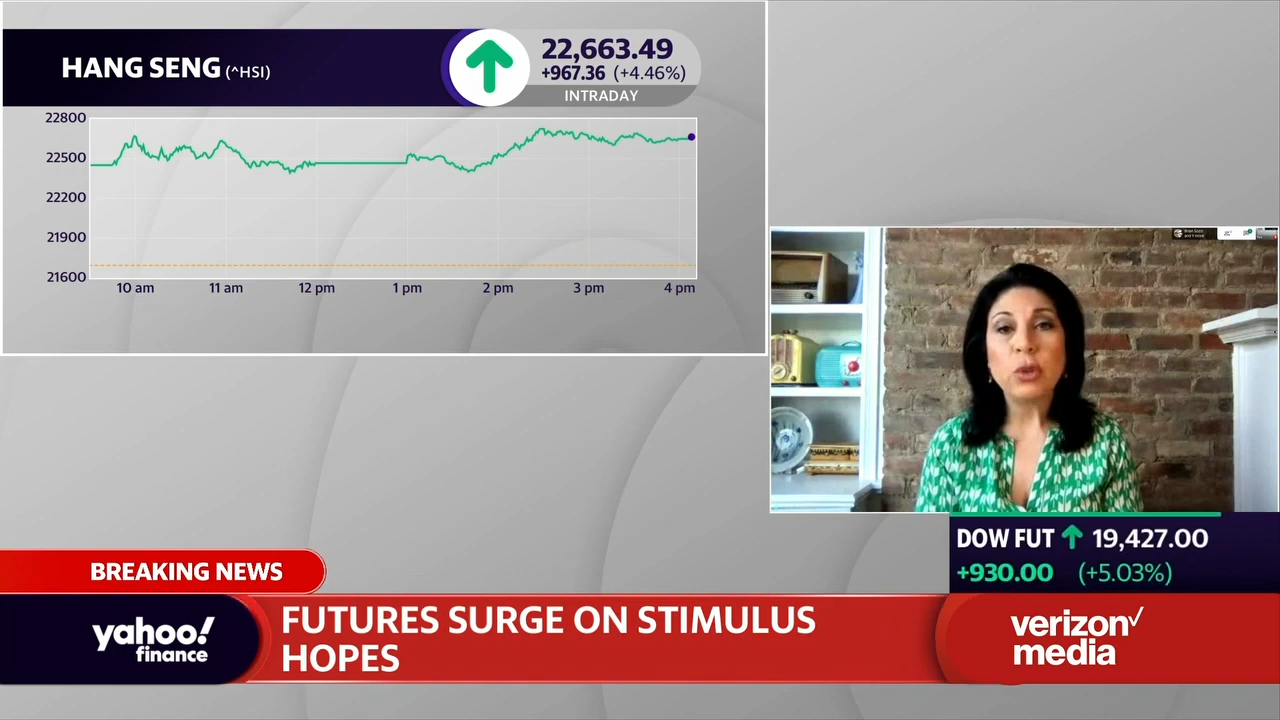 HANG SENG (^HSI)
22,663.49
+967.36 (+4.46%)
INTRADAY
22800
22500
22200
21900
21600
10 am 11 am 12 pm 1 pm 2 pm 3 pm 4 pm
DOW FUT 19,427.00
+930.00 (+5.03%)
BREAKING NEWS
yahoo!
finance
FUTURES SURGE ON STIMULUS
HOPES
verizon
media